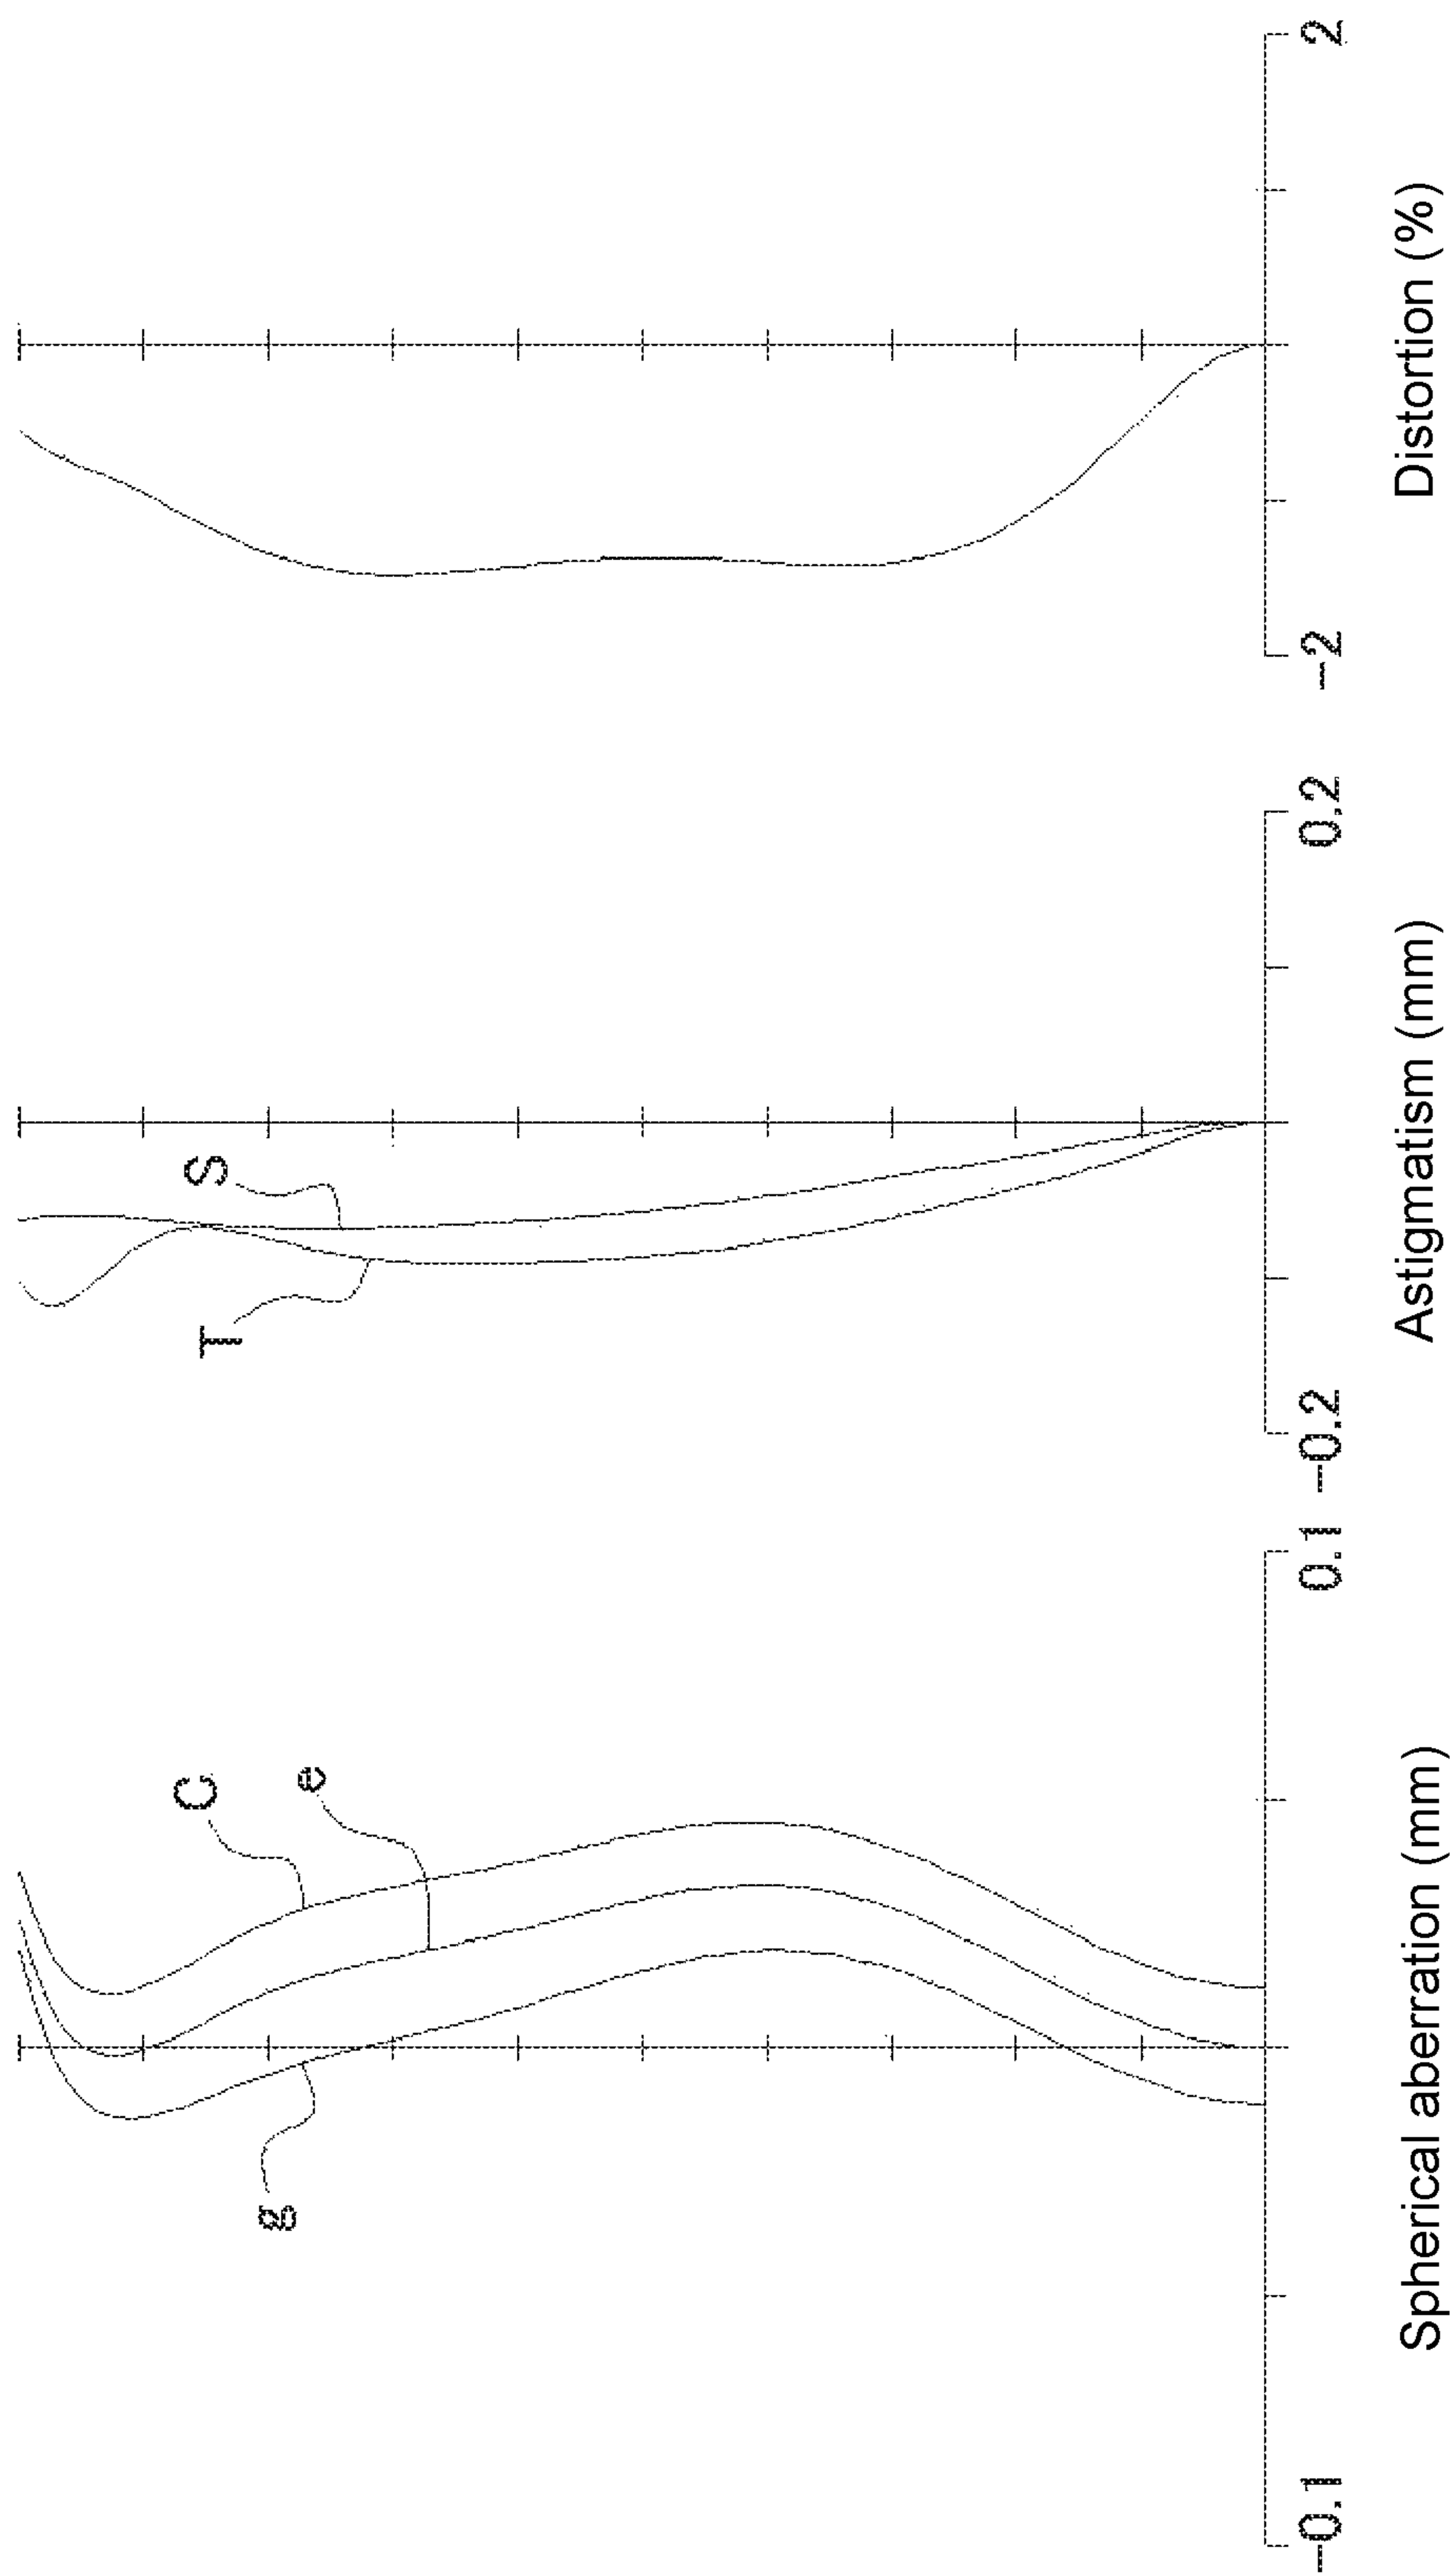 g
C
e
-0.1
0.1
Spherical aberration (mm)
T
S
-0.2
0.2
Astigmatism (mm)
-2
2
Distortion (%)